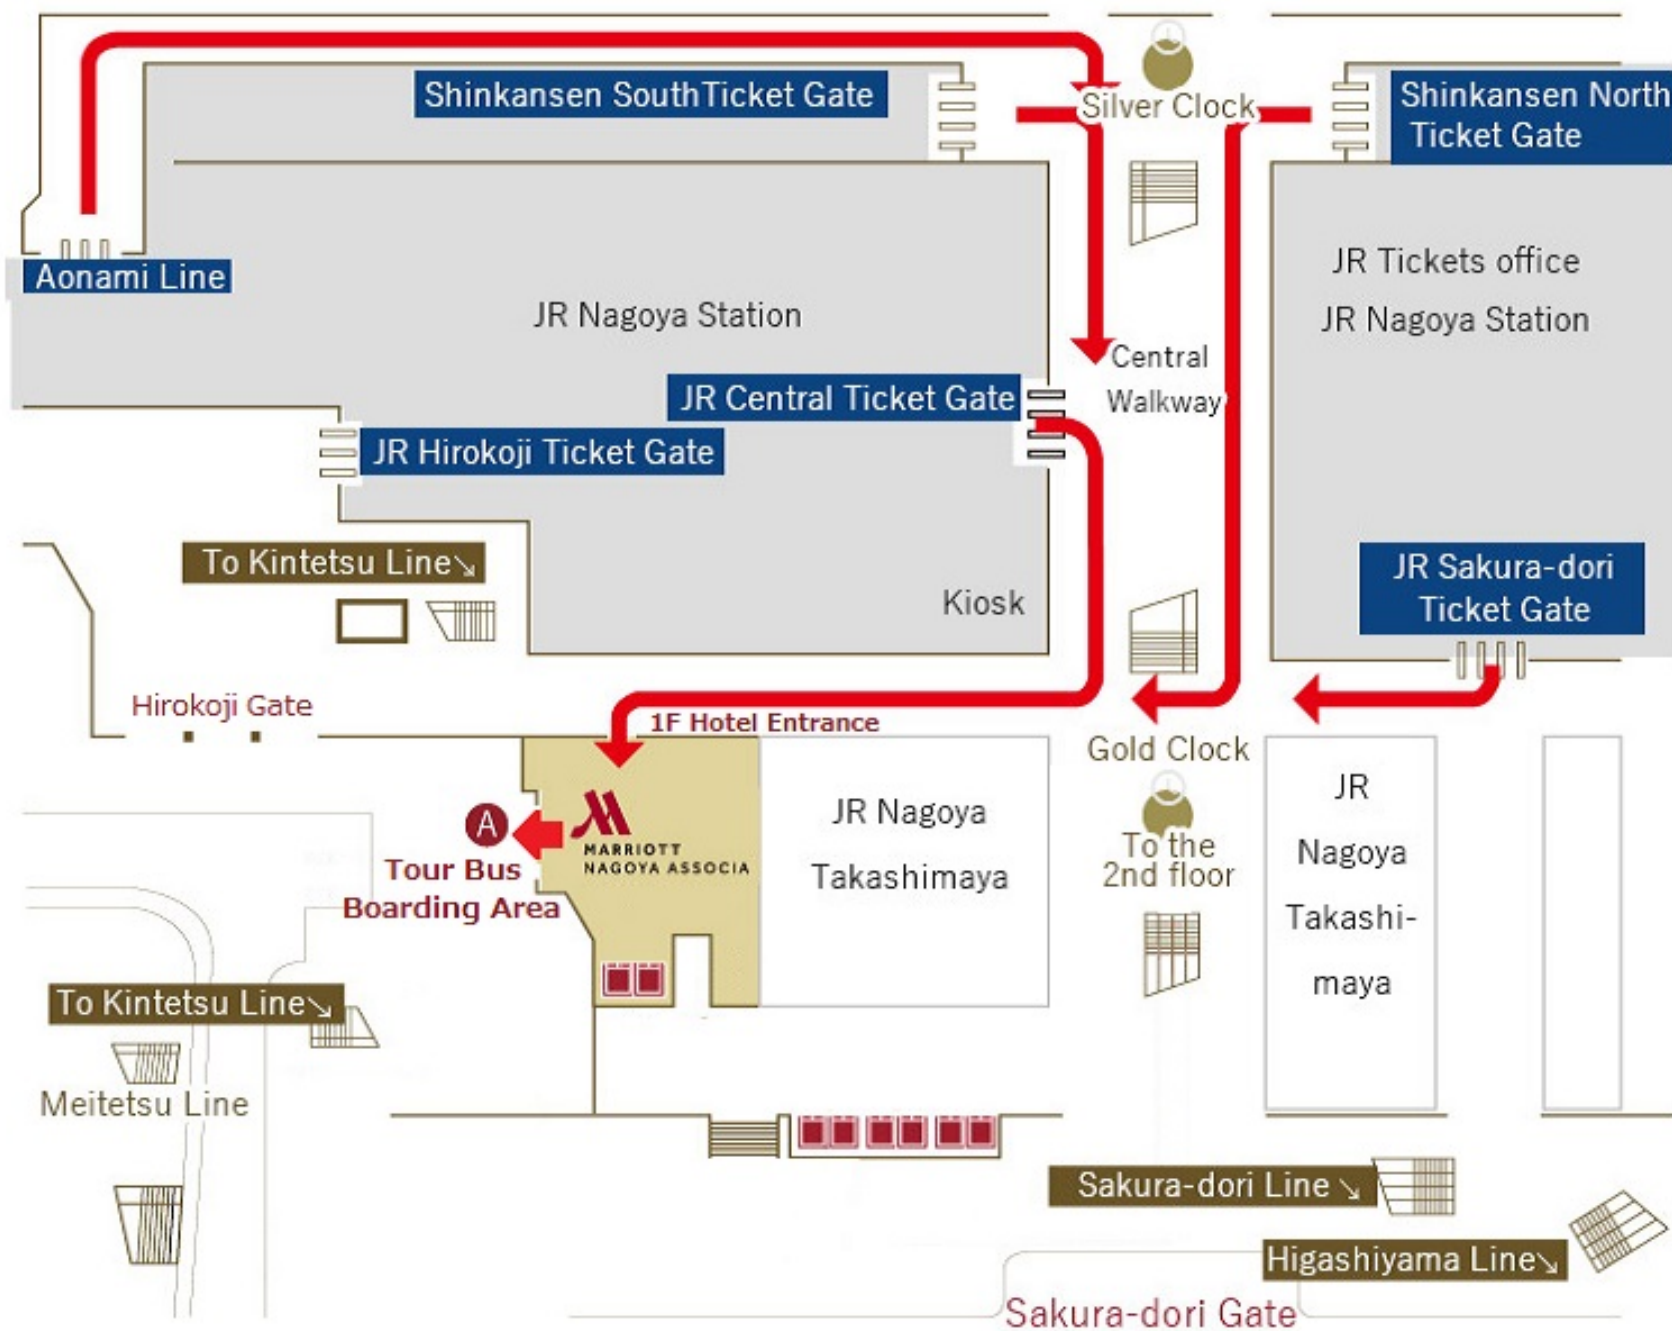 Shinkansen SouthTicket Gate
Silver Clock
Shinkansen North
Ticket Gate
Aonami Line
JR Nagoya Station
JR Tickets office
JR Nagoya Station
Central
Walkway
JR Central Ticket Gate
JR Hirokoji Ticket Gate
To Kintetsu Line↘
Kiosk
JR Sakura-dori
Ticket Gate
Hirokoji Gate
1F Hotel Entrance
Gold Clock
A
Tour Bus
Boarding Area
MARRIOTT
NAGOYA ASSOCIA
JR Nagoya
Takashimaya
To the
2nd floor
JR
Nagoya
Takashi-
maya
To Kintetsu Line↘
Meitetsu Line
Sakura-dori Line ↘
Higashiyama Line↘
Sakura-dori Gate